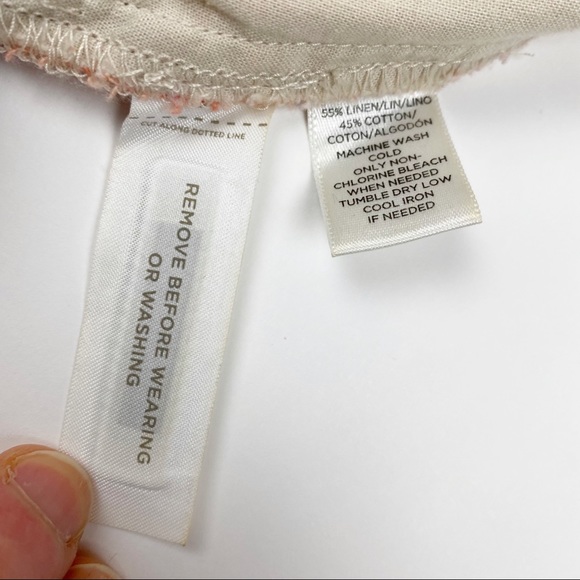 CUT ALONG DOTTED LINE
REMOVE BEFORE WEARING
OR WASHING
55% LINEN/LIN/LINO
45% COTTON/
COTON/ALGODÓN
MACHINE WASH
COLD
ONLY NON-
CHLORINE BLEACH
WHEN NEEDED
TUMBLE DRY LOW
COOL IRON
IF NEEDED